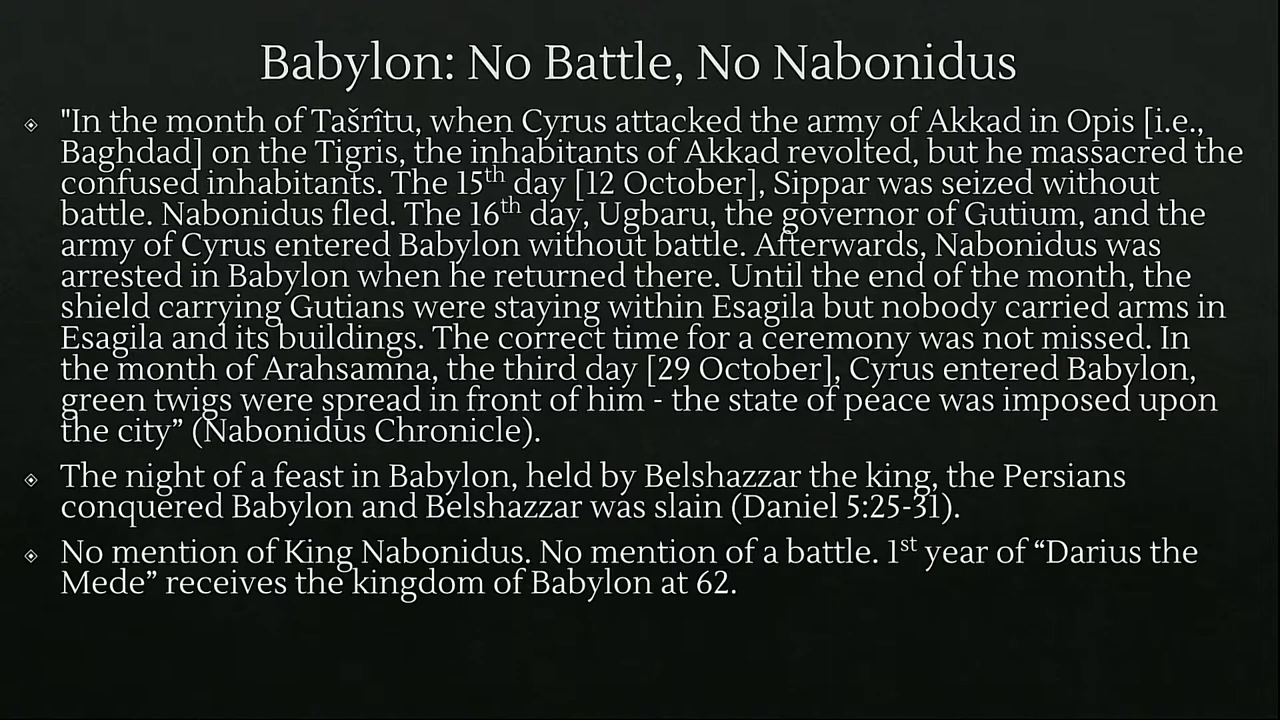 Babylon: No Battle, No Nabonidus
"In the month of Tašrîtu, when Cyrus attacked the army of Akkad in Opis [i.e.,
Baghdad] on the Tigris, the inhabitants of Akkad revolted, but he massacred the
confused inhabitants. The 15th day [12 October], Sippar was seized without
battle. Nabonidus fled. The 16th day, Ugbaru, the governor of Gutium, and the
army of Cyrus entered Babylon without battle. Afterwards, Nabonidus was
arrested in Babylon when he returned there. Until the end of the month, the
shield carrying Gutians were staying within Esagila but nobody carried arms in
Esagila and its buildings. The correct time for a ceremony was not missed. In
the month of Arahsamna, the third day [29 October], Cyrus entered Babylon,
green twigs were spread in front of him - the state of peace was imposed upon
the city” (Nabonidus Chronicle).
The night of a feast in Babylon, held by Belshazzar the king, the Persians
conquered Babylon and Belshazzar was slain (Daniel 5:25-31).
No mention of King Nabonidus. No mention of a battle. 1st year of “Darius the
Mede” receives the kingdom of Babylon at 62.